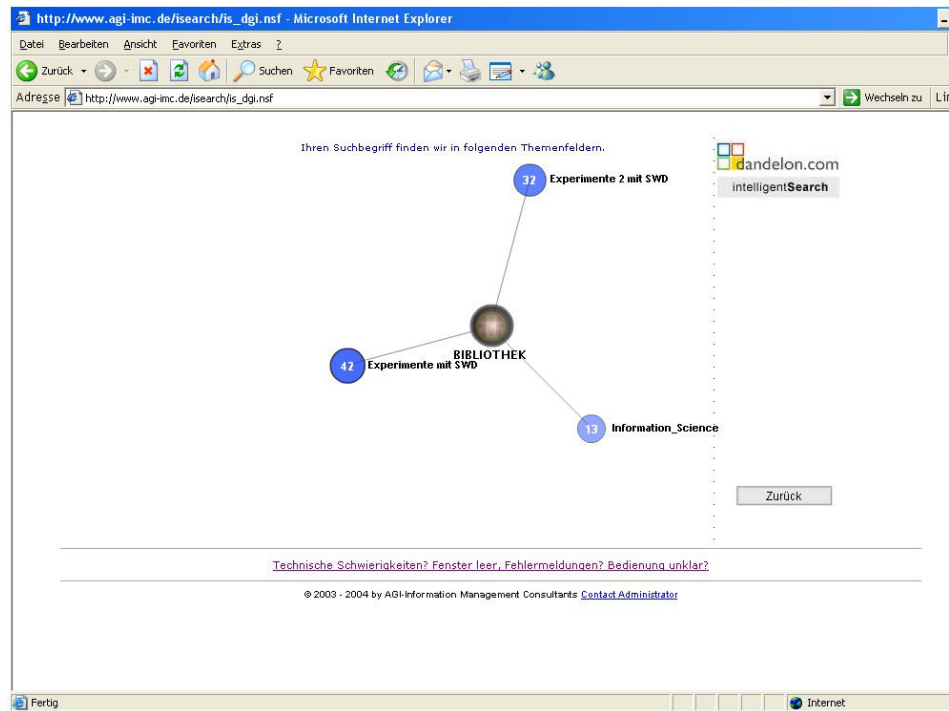 http://www.agi-imc.de/isearch/is_dgi.nsf - Microsoft Internet Explorer
Datei Bearbeiten Ansicht Favoriten Extras ?
Zurück Suchen Favoriten
Adresse http://www.agi-imc.de/isearch/is_dgi.nsf Wechseln zu
Ihren Suchbegriff finden wir in folgenden Themenfeldern.
dandelon.com
intelligentSearch
32 Experimente 2 mit SWD
BIBLIOTHEK
42 Experimente mit SWD
13 Information_Science
Zurück
Technische Schwierigkeiten? Fenster leer, Fehlermeldungen? Bedienung unklar?
© 2003 - 2004 by AGI-Information Management Consultants Contact Administrator
Fertig Internet